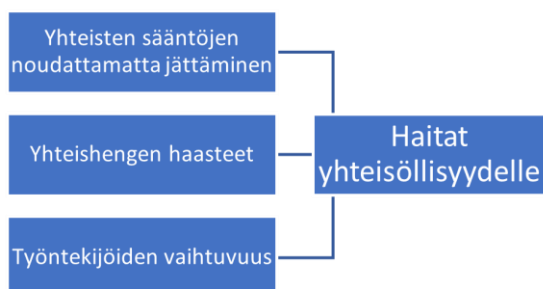 Yhteisten sääntöjen
noudattamatta jättäminen
Yhteishengen haasteet
Työntekijöiden vaihtuvuus
Haitat
yhteisöllisyydelle